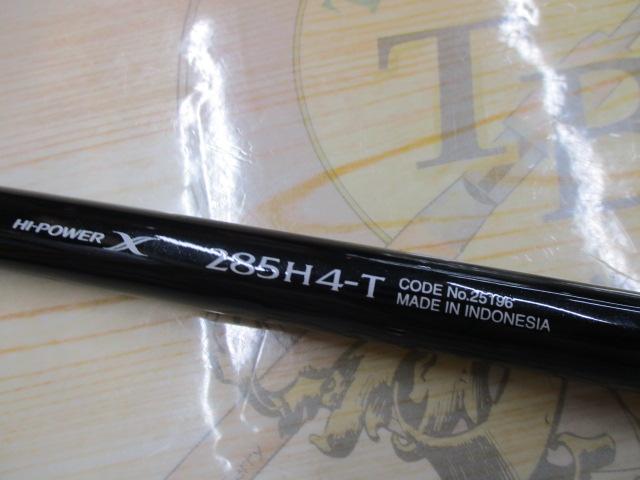 HI-POWER X 285H4-T CODE No.25196
MADE IN INDONESIA